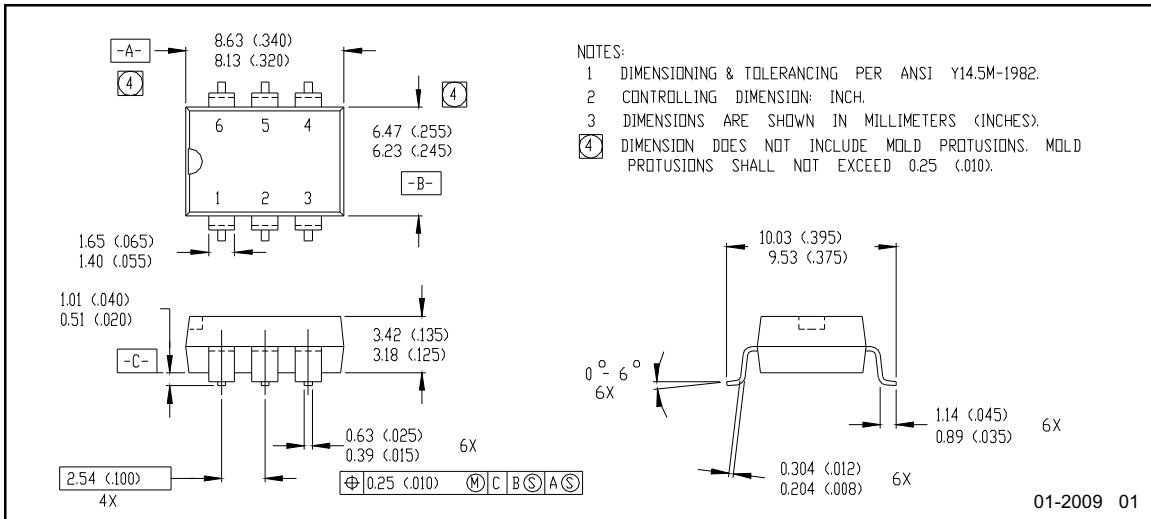 -A-
8.63 (.340)
8.13 (.320)
4
4
6 5 4
6.47 (.255)
6.23 (.245)
-B-
1 2 3
1.65 (.065)
1.40 (.055)
NOTES:
1 DIMENSIONING & TOLERANCING PER ANSI Y14.5M-1982.
2 CONTROLLING DIMENSION: INCH.
3 DIMENSIONS ARE SHOWN IN MILLIMETERS (INCHES).
4 DIMENSION DOES NOT INCLUDE MOLD PROTUSIONS. MOLD
PROTUSIONS SHALL NOT EXCEED 0.25 (.010).
1.01 (.040)
0.51 (.020)
-C-
3.42 (.135)
3.18 (.125)
0.63 (.025)
0.39 (.015)
6X
2.54 (.100)
4X
⌖ 0.25 (.010) Ⓜ C B Ⓢ A Ⓢ
10.03 (.395)
9.53 (.375)
0° - 6°
6X
1.14 (.045)
0.89 (.035)
6X
0.304 (.012)
0.204 (.008)
6X
01-2009 01